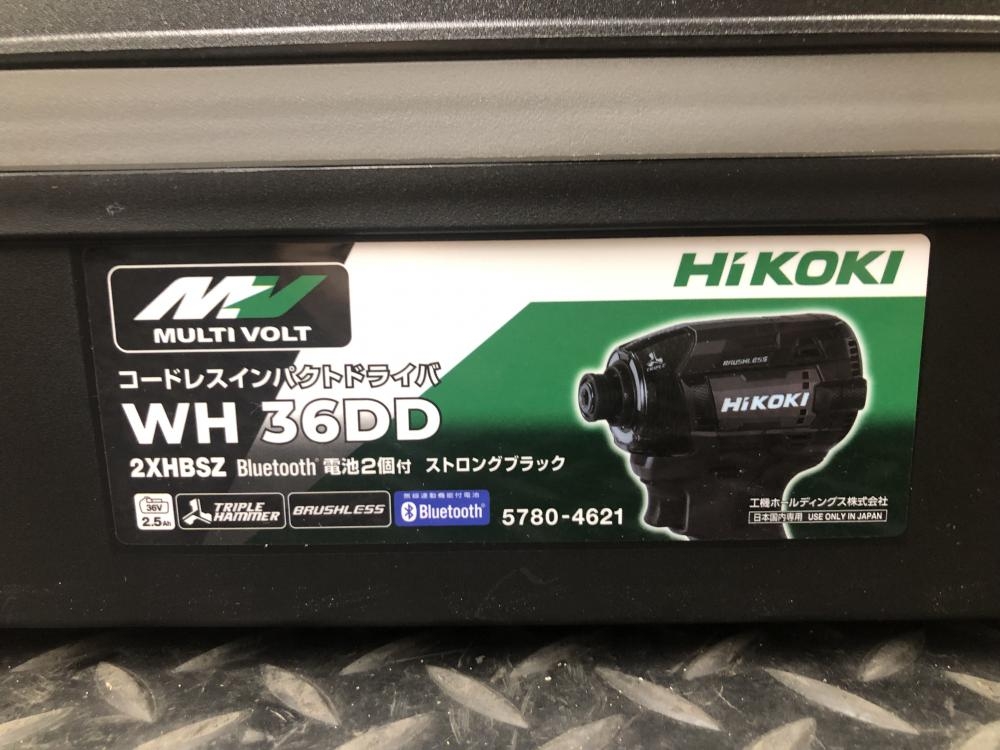 HiKOKI
MV
MULTI VOLT
コードレスインパクトドライバ
WH 36DD
2XHBSZ Bluetooth® 電池2個付 ストロングブラック
36V
2.5Ah
TRIPLE
HAMMER
BRUSHLESS
無線連動機能付電池
Bluetooth®
5780-4621
BRUSHLESS
TRIPLE
HiKOKI
工機ホールディングス株式会社
日本国内専用 USE ONLY IN JAPAN